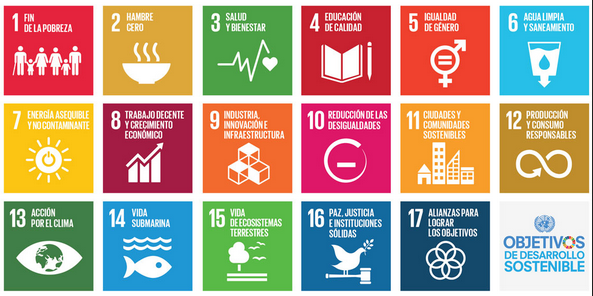 1 FIN
DE LA POBREZA
2 HAMBRE
CERO
3 SALUD
Y BIENESTAR
4 EDUCACIÓN
DE CALIDAD
5 IGUALDAD
DE GÉNERO
6 AGUA LIMPIA
Y SANEAMIENTO
7 ENERGÍA ASEQUIBLE
Y NO CONTAMINANTE
8 TRABAJO DECENTE
Y CRECIMIENTO
ECONÓMICO
9 INDUSTRIA,
INNOVACIÓN E
INFRAESTRUCTURA
10 REDUCCIÓN DE LAS
DESIGUALDADES
11 CIUDADES Y
COMUNIDADES
SOSTENIBLES
12 PRODUCCIÓN
Y CONSUMO
RESPONSABLES
13 ACCIÓN
POR EL CLIMA
14 VIDA
SUBMARINA
15 VIDA
DE ECOSISTEMAS
TERRESTRES
16 PAZ, JUSTICIA
E INSTITUCIONES
SÓLIDAS
17 ALIANZAS PARA
LOGRAR
LOS OBJETIVOS
OBJETIVOS
DE DESARROLLO
SOSTENIBLE